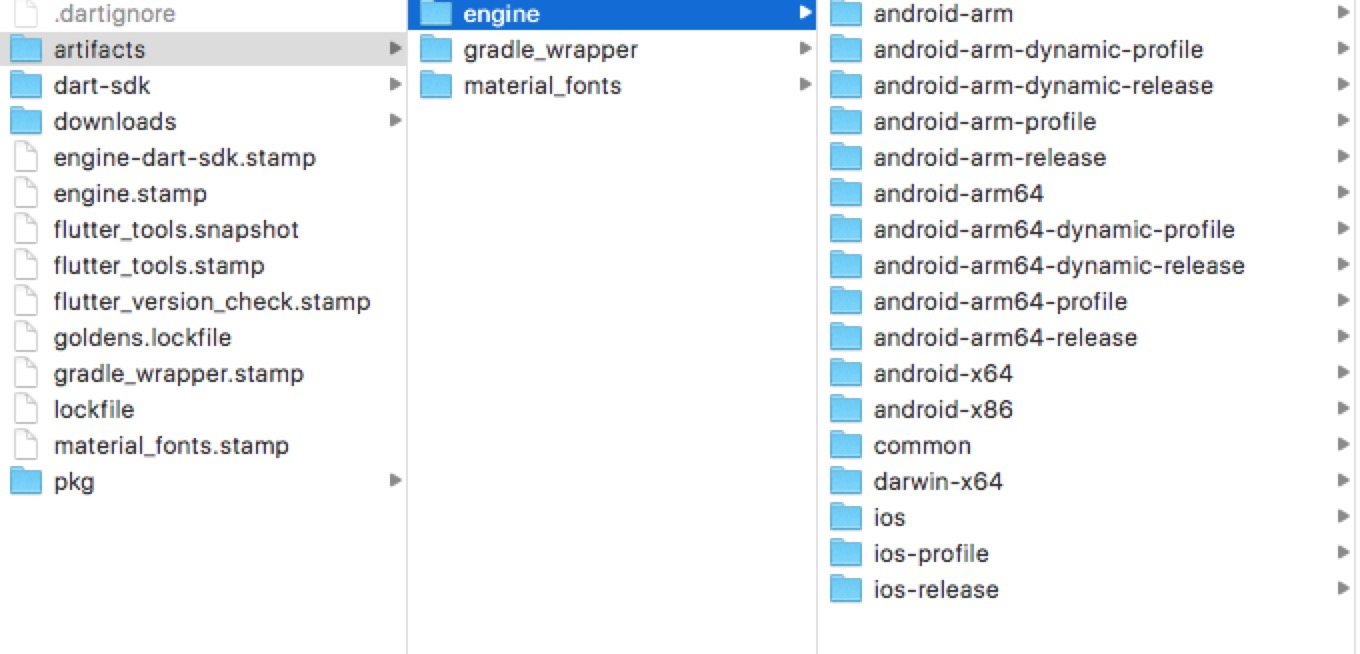 .dartignore
artifacts
dart-sdk
downloads
engine-dart-sdk.stamp
engine.stamp
flutter_tools.snapshot
flutter_tools.stamp
flutter_version_check.stamp
goldens.lockfile
gradle_wrapper.stamp
lockfile
material_fonts.stamp
pkg
engine
gradle_wrapper
material_fonts
android-arm
android-arm-dynamic-profile
android-arm-dynamic-release
android-arm-profile
android-arm-release
android-arm64
android-arm64-dynamic-profile
android-arm64-dynamic-release
android-arm64-profile
android-arm64-release
android-x64
android-x86
common
darwin-x64
ios
ios-profile
ios-release